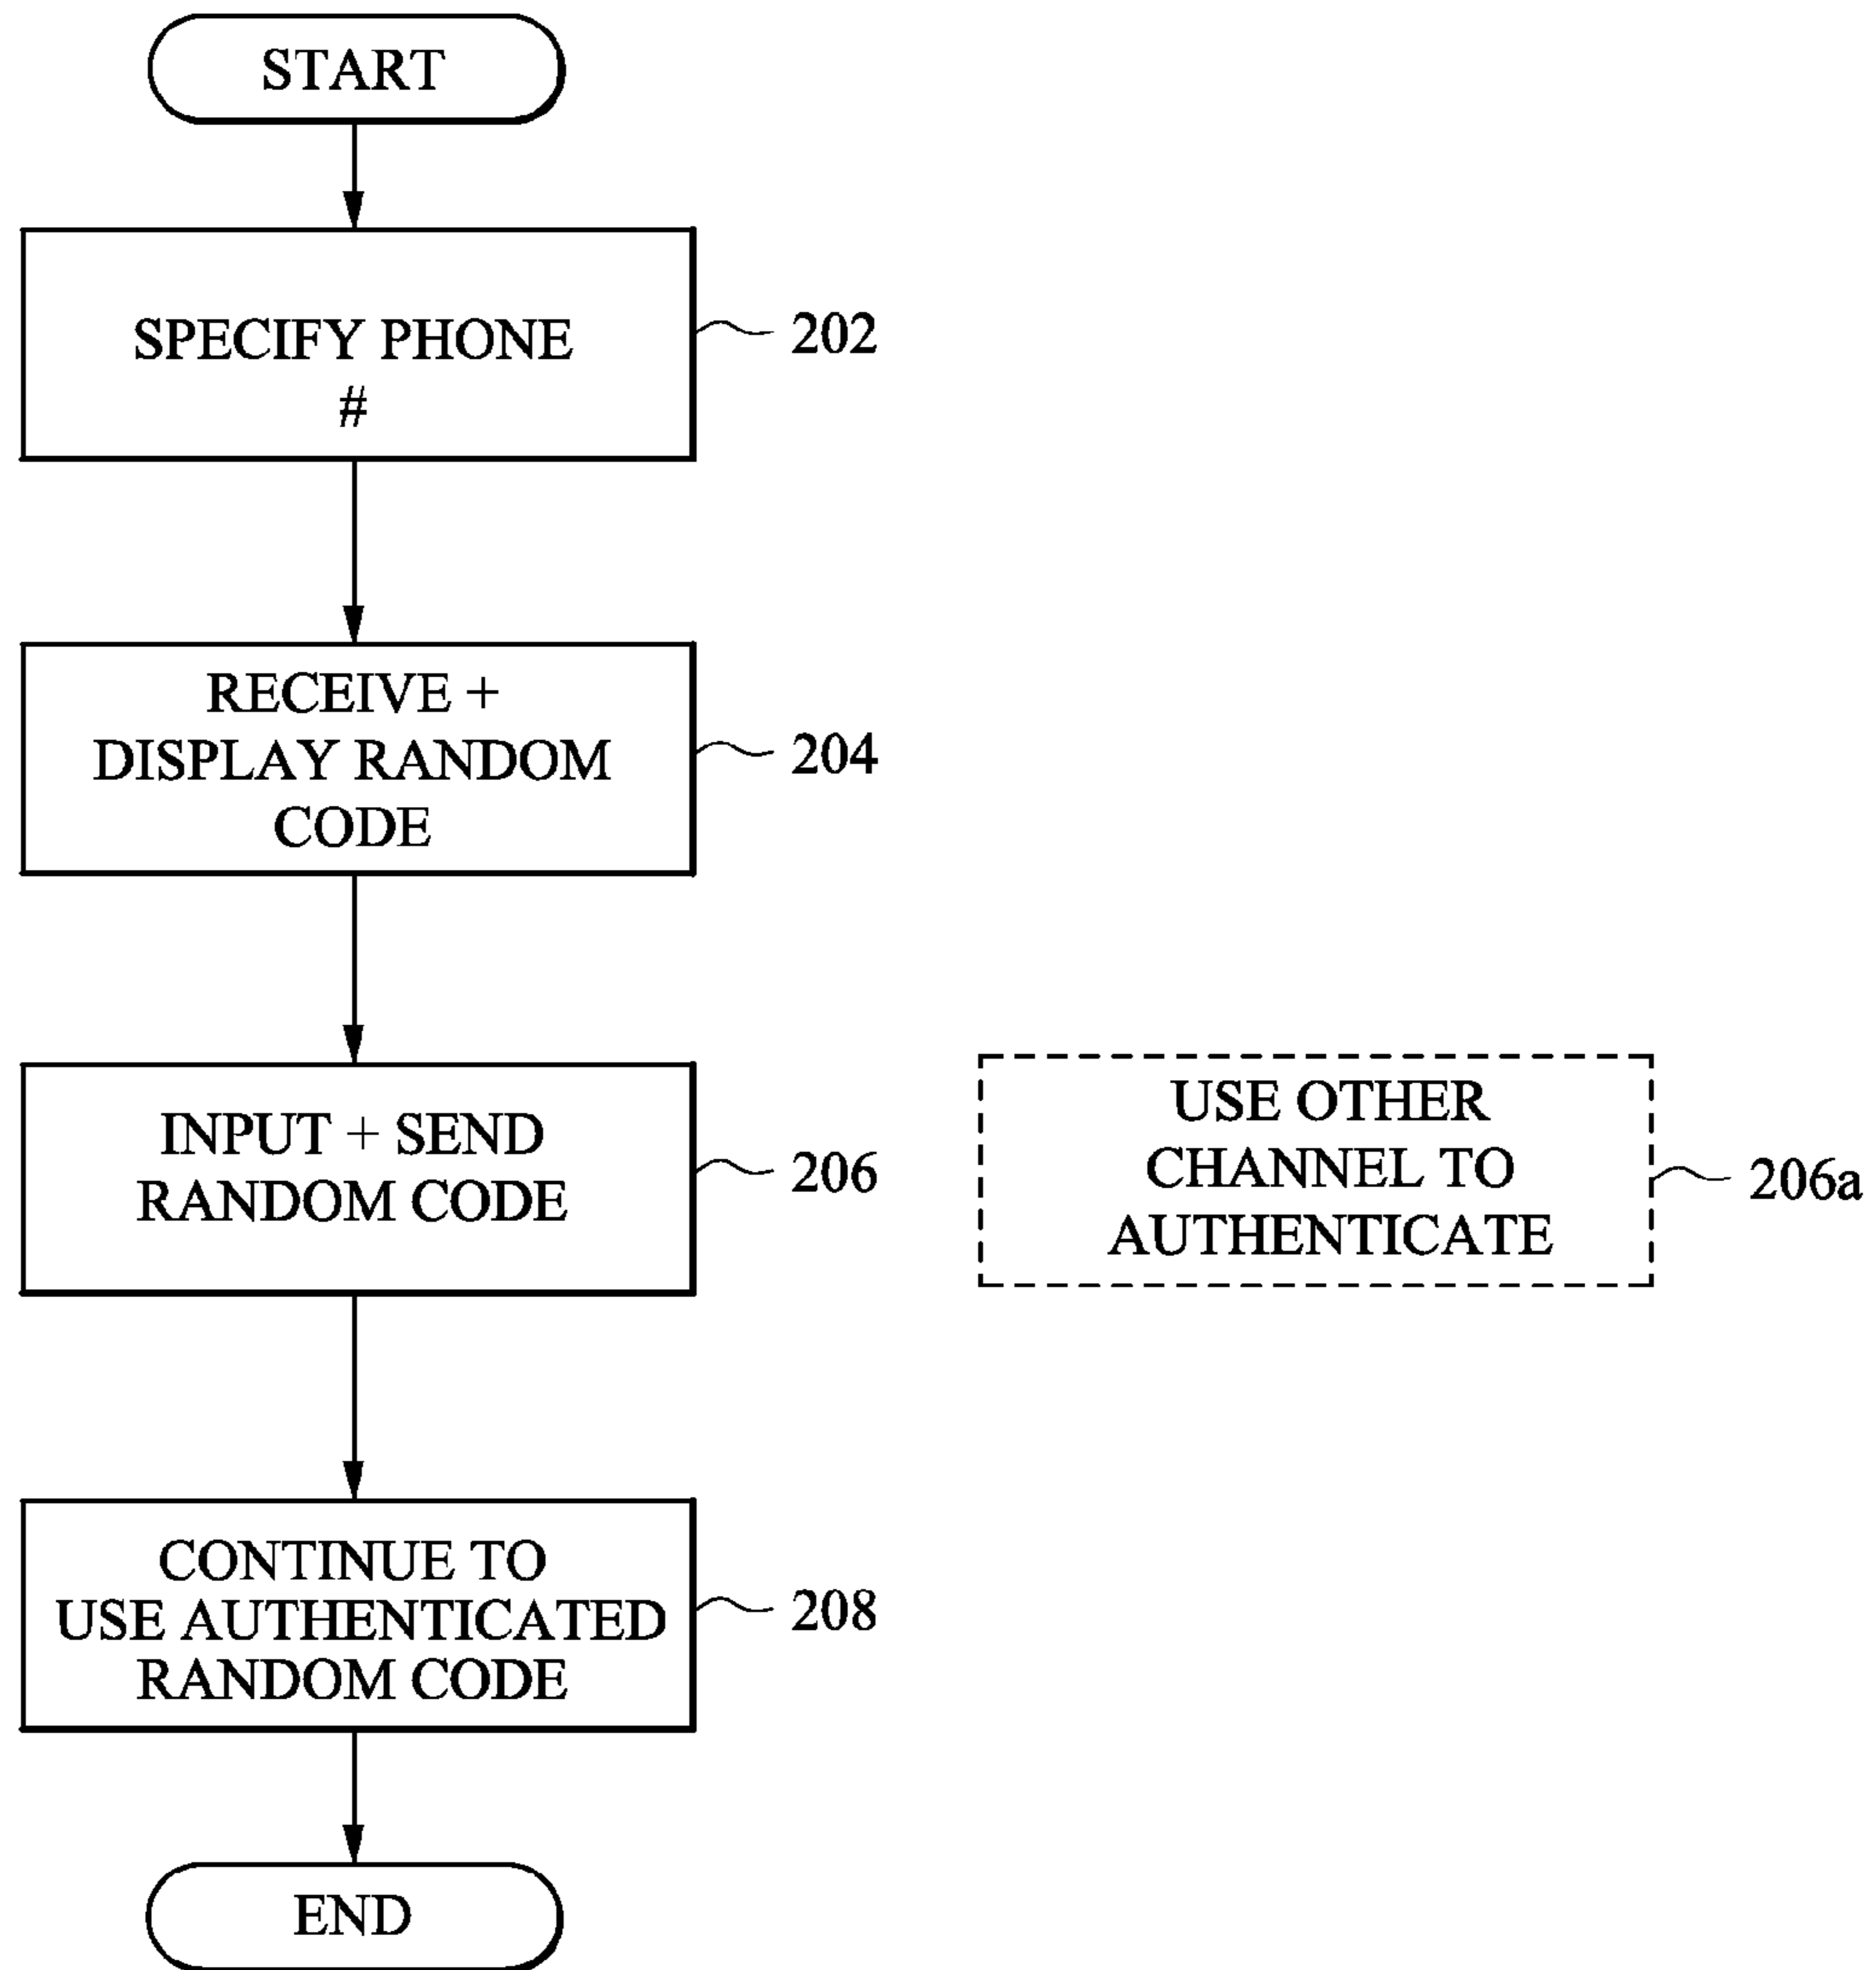 START
SPECIFY PHONE
#
202
RECEIVE +
DISPLAY RANDOM
CODE
204
INPUT + SEND
RANDOM CODE
206
USE OTHER
CHANNEL TO
AUTHENTICATE
206a
CONTINUE TO
USE AUTHENTICATED
RANDOM CODE
208
END